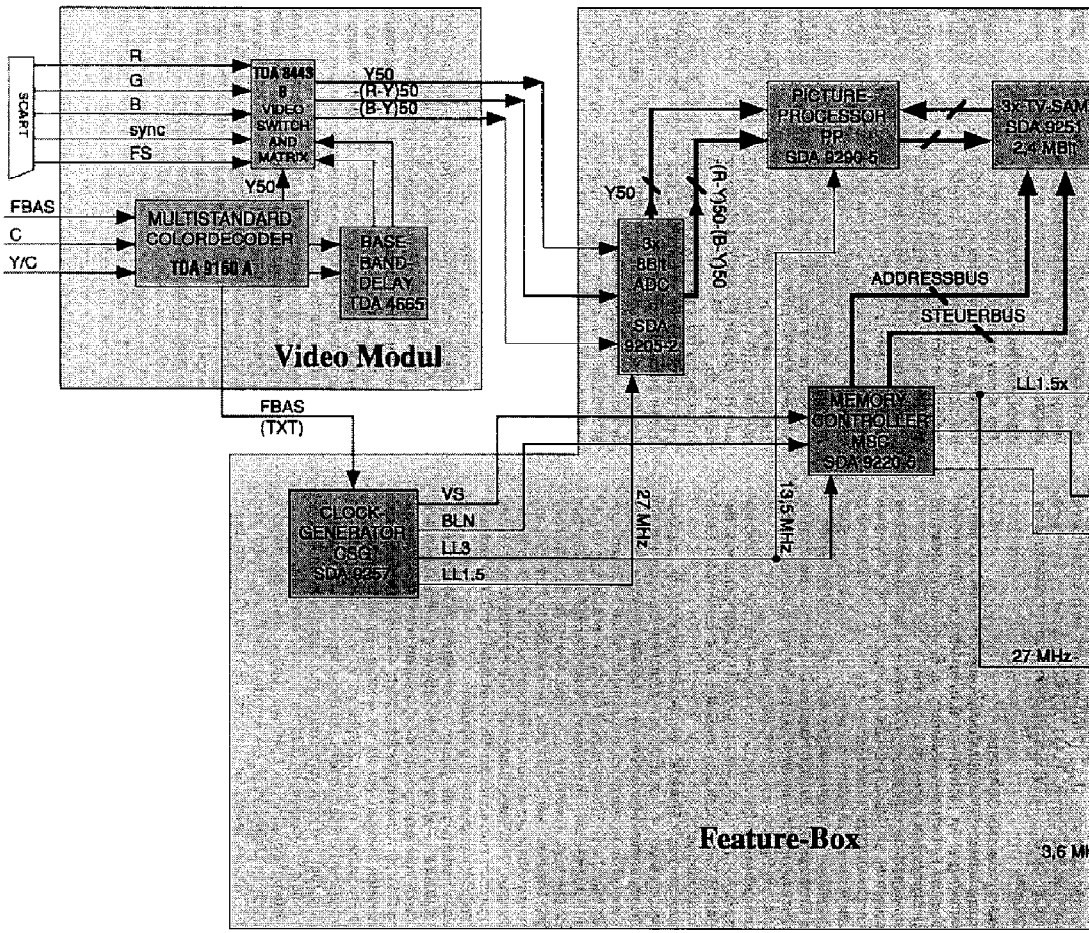 SCART
R
G
B
sync
FS
FBAS
C
Y/C
TDA 8443
B
VIDEO
SWITCH
AND
MATRIX
Y50
MULTISTANDARD
COLORDECODER
TDA 9160 A
BASE
BAND-
DELAY
TDA 4665
Video Modul
Y50
-(R-Y)50
-(B-Y)50
FBAS
(TXT)
CLOCK-
GENERATOR
SDA 9257
VS
BLN
LL3
LL1.5
27 MHz
13,5 MHz
3x
8Bit
ADC
SDA
9205-2
Y50
-(R-Y)50-(B-Y)50
PICTURE-
PROCESSOR
PP
SDA 9290-5
3x-TV-SAM
SDA 925
2,4 MBit
ADDRESSBUS
STEUERBUS
MEMORY
CONTROLLER
MSC
SDA 9220-5
LL1.5x
27 MHz
Feature-Box
3,6 MH